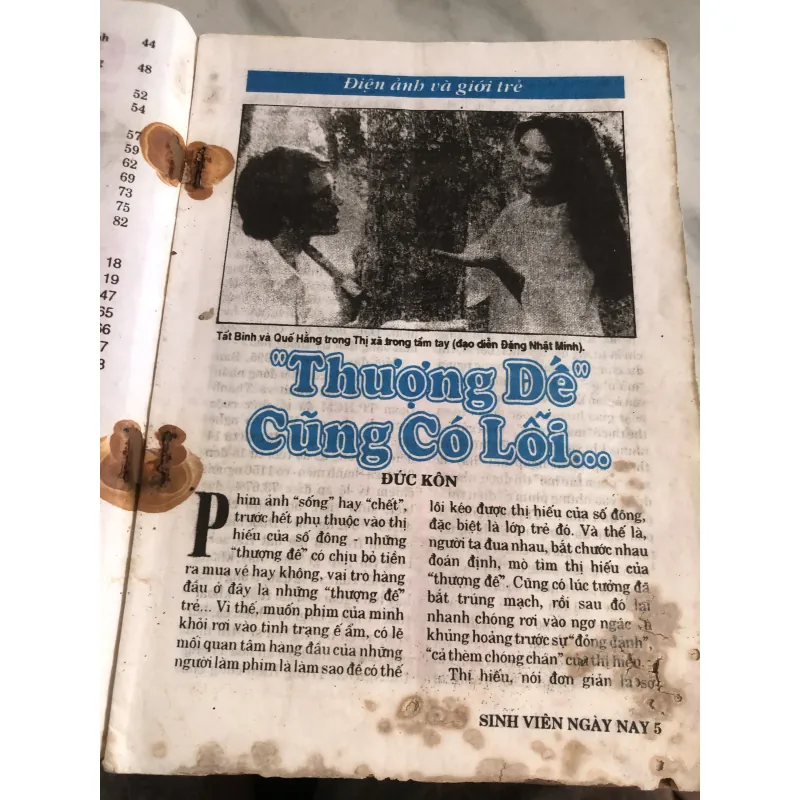 44
48
52
54
57
59
62
69
73
75
82
18
19
47
65
66
7
3
Điện ảnh và giới trẻ
Tất Bình và Quế Hằng trong Thị xã trong tầm tay (đạo diễn Đặng Nhật Minh).
"Thượng Đế"
Cũng Có Lỗi...
ĐỨC KÔN
Phim ảnh "sống" hay "chết",
trước hết phụ thuộc vào thị
hiếu của số đông - những
"thượng đế" có chịu bỏ tiền
ra mua vé hay không, vai trò hàng
đầu ở đây là những "thượng đế"
trẻ... Vì thế, muốn phim của mình
khỏi rơi vào tình trạng ế ẩm, có lẽ
mối quan tâm hàng đầu của những
người làm phim là làm sao để có thể
lôi kéo được thị hiếu của số đông,
đặc biệt là lớp trẻ đó. Và thế là,
người ta đua nhau, bắt chước nhau
đoán định, mò tìm thị hiếu của
"thượng đế". Cũng có lúc tưởng đã
bắt trúng mạch, rồi sau đó lại
nhanh chóng rơi vào ngơ ngác
khủng hoảng trước sự "đỏng đảnh",
"cả thèm chóng chán" của thị hiếu.
Thị hiếu, nói đơn giản là sở
SINH VIÊN NGÀY NAY 5